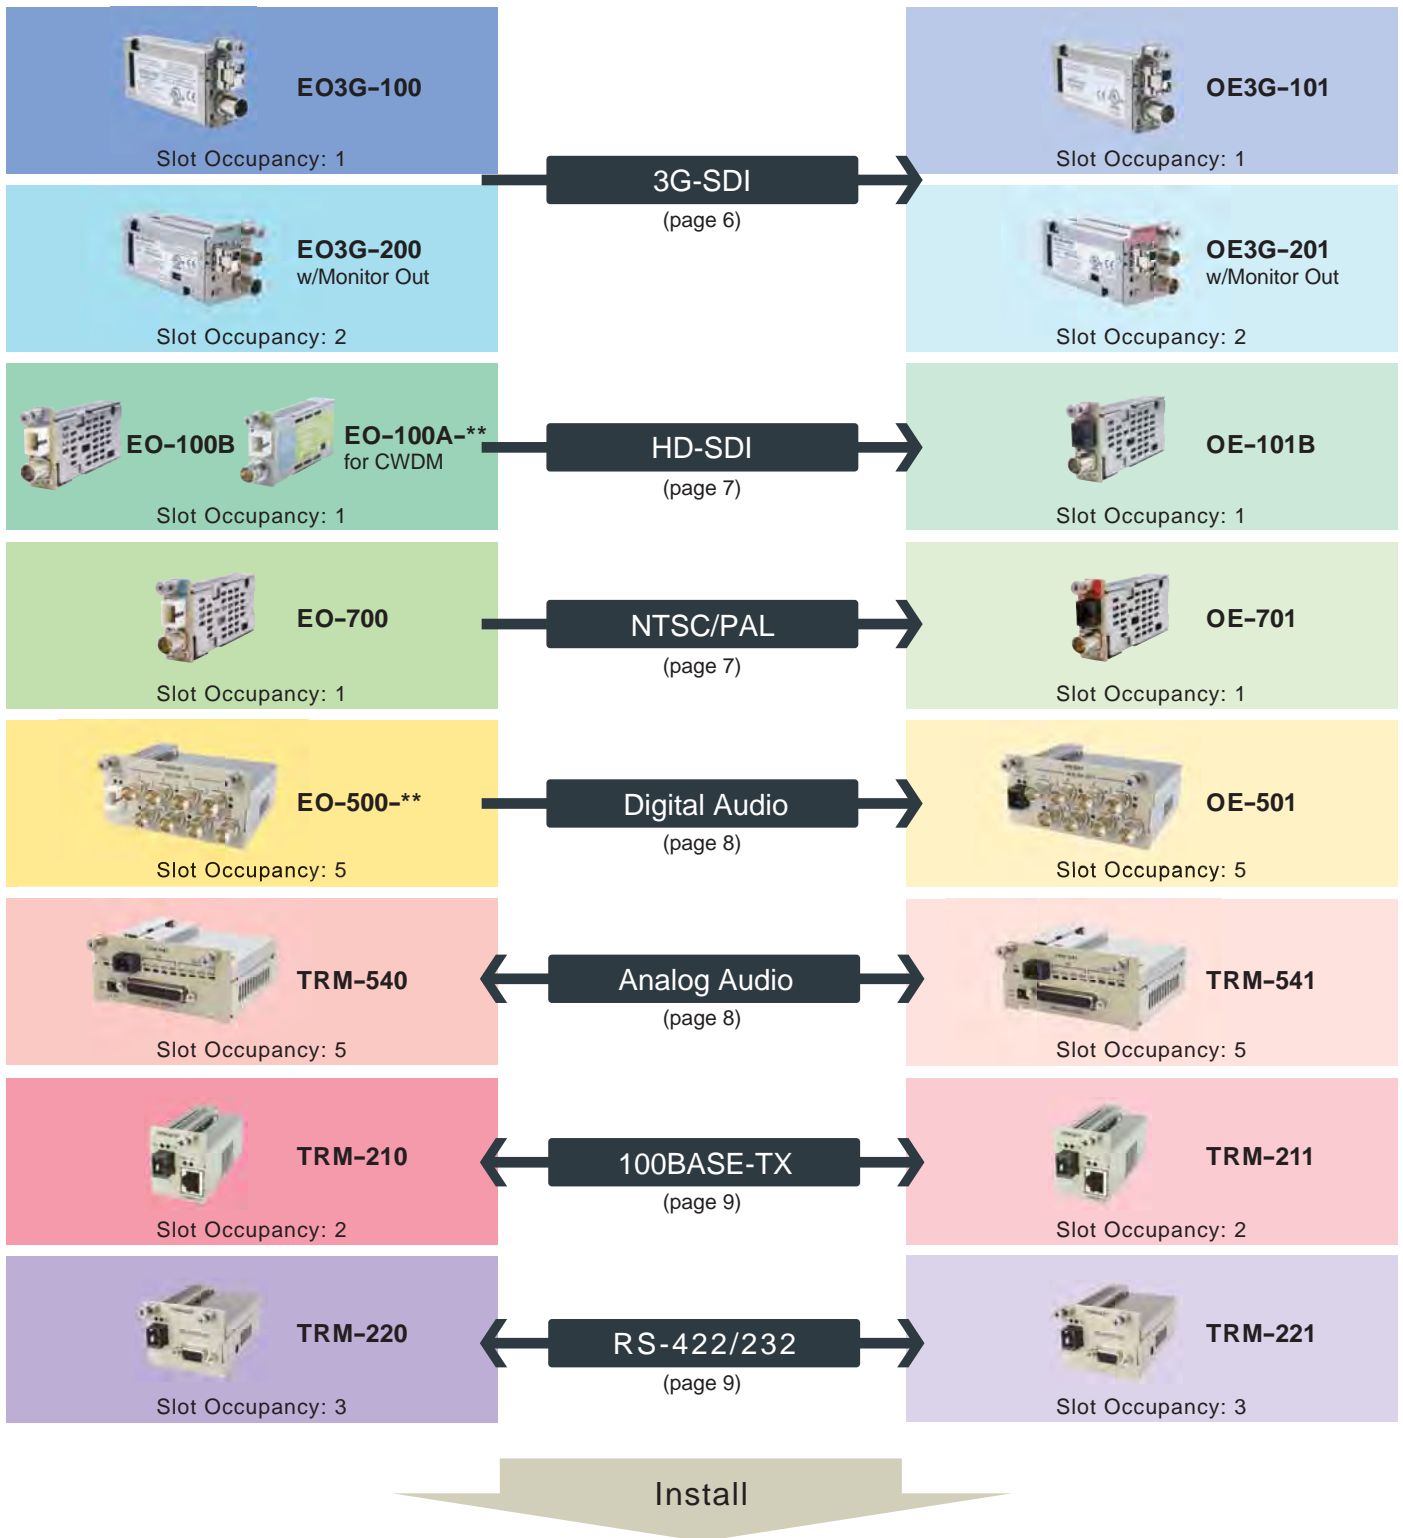 EO3G-100
Slot Occupancy: 1
OE3G-101
Slot Occupancy: 1
3G-SDI
(page 6)
EO3G-200
w/Monitor Out
Slot Occupancy: 2
OE3G-201
w/Monitor Out
Slot Occupancy: 2
EO-100B
EO-100A-**
for CWDM
Slot Occupancy: 1
HD-SDI
(page 7)
OE-101B
Slot Occupancy: 1
EO-700
Slot Occupancy: 1
NTSC/PAL
(page 7)
OE-701
Slot Occupancy: 1
EO-500-**
Slot Occupancy: 5
Digital Audio
(page 8)
OE-501
Slot Occupancy: 5
TRM-540
Slot Occupancy: 5
Analog Audio
(page 8)
TRM-541
Slot Occupancy: 5
TRM-210
Slot Occupancy: 2
100BASE-TX
(page 9)
TRM-211
Slot Occupancy: 2
TRM-220
Slot Occupancy: 3
RS-422/232
(page 9)
TRM-221
Slot Occupancy: 3
Install